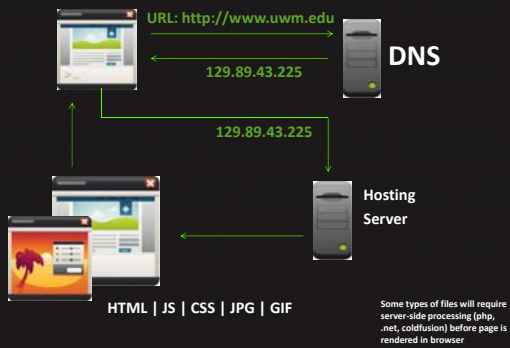 URL: http://www.uwm.edu
DNS
129.89.43.225
129.89.43.225
Hosting
Server
HTML | JS | CSS | JPG | GIF
Some types of files will require
server-side processing (php,
.net, coldfusion) before page is
rendered in browser